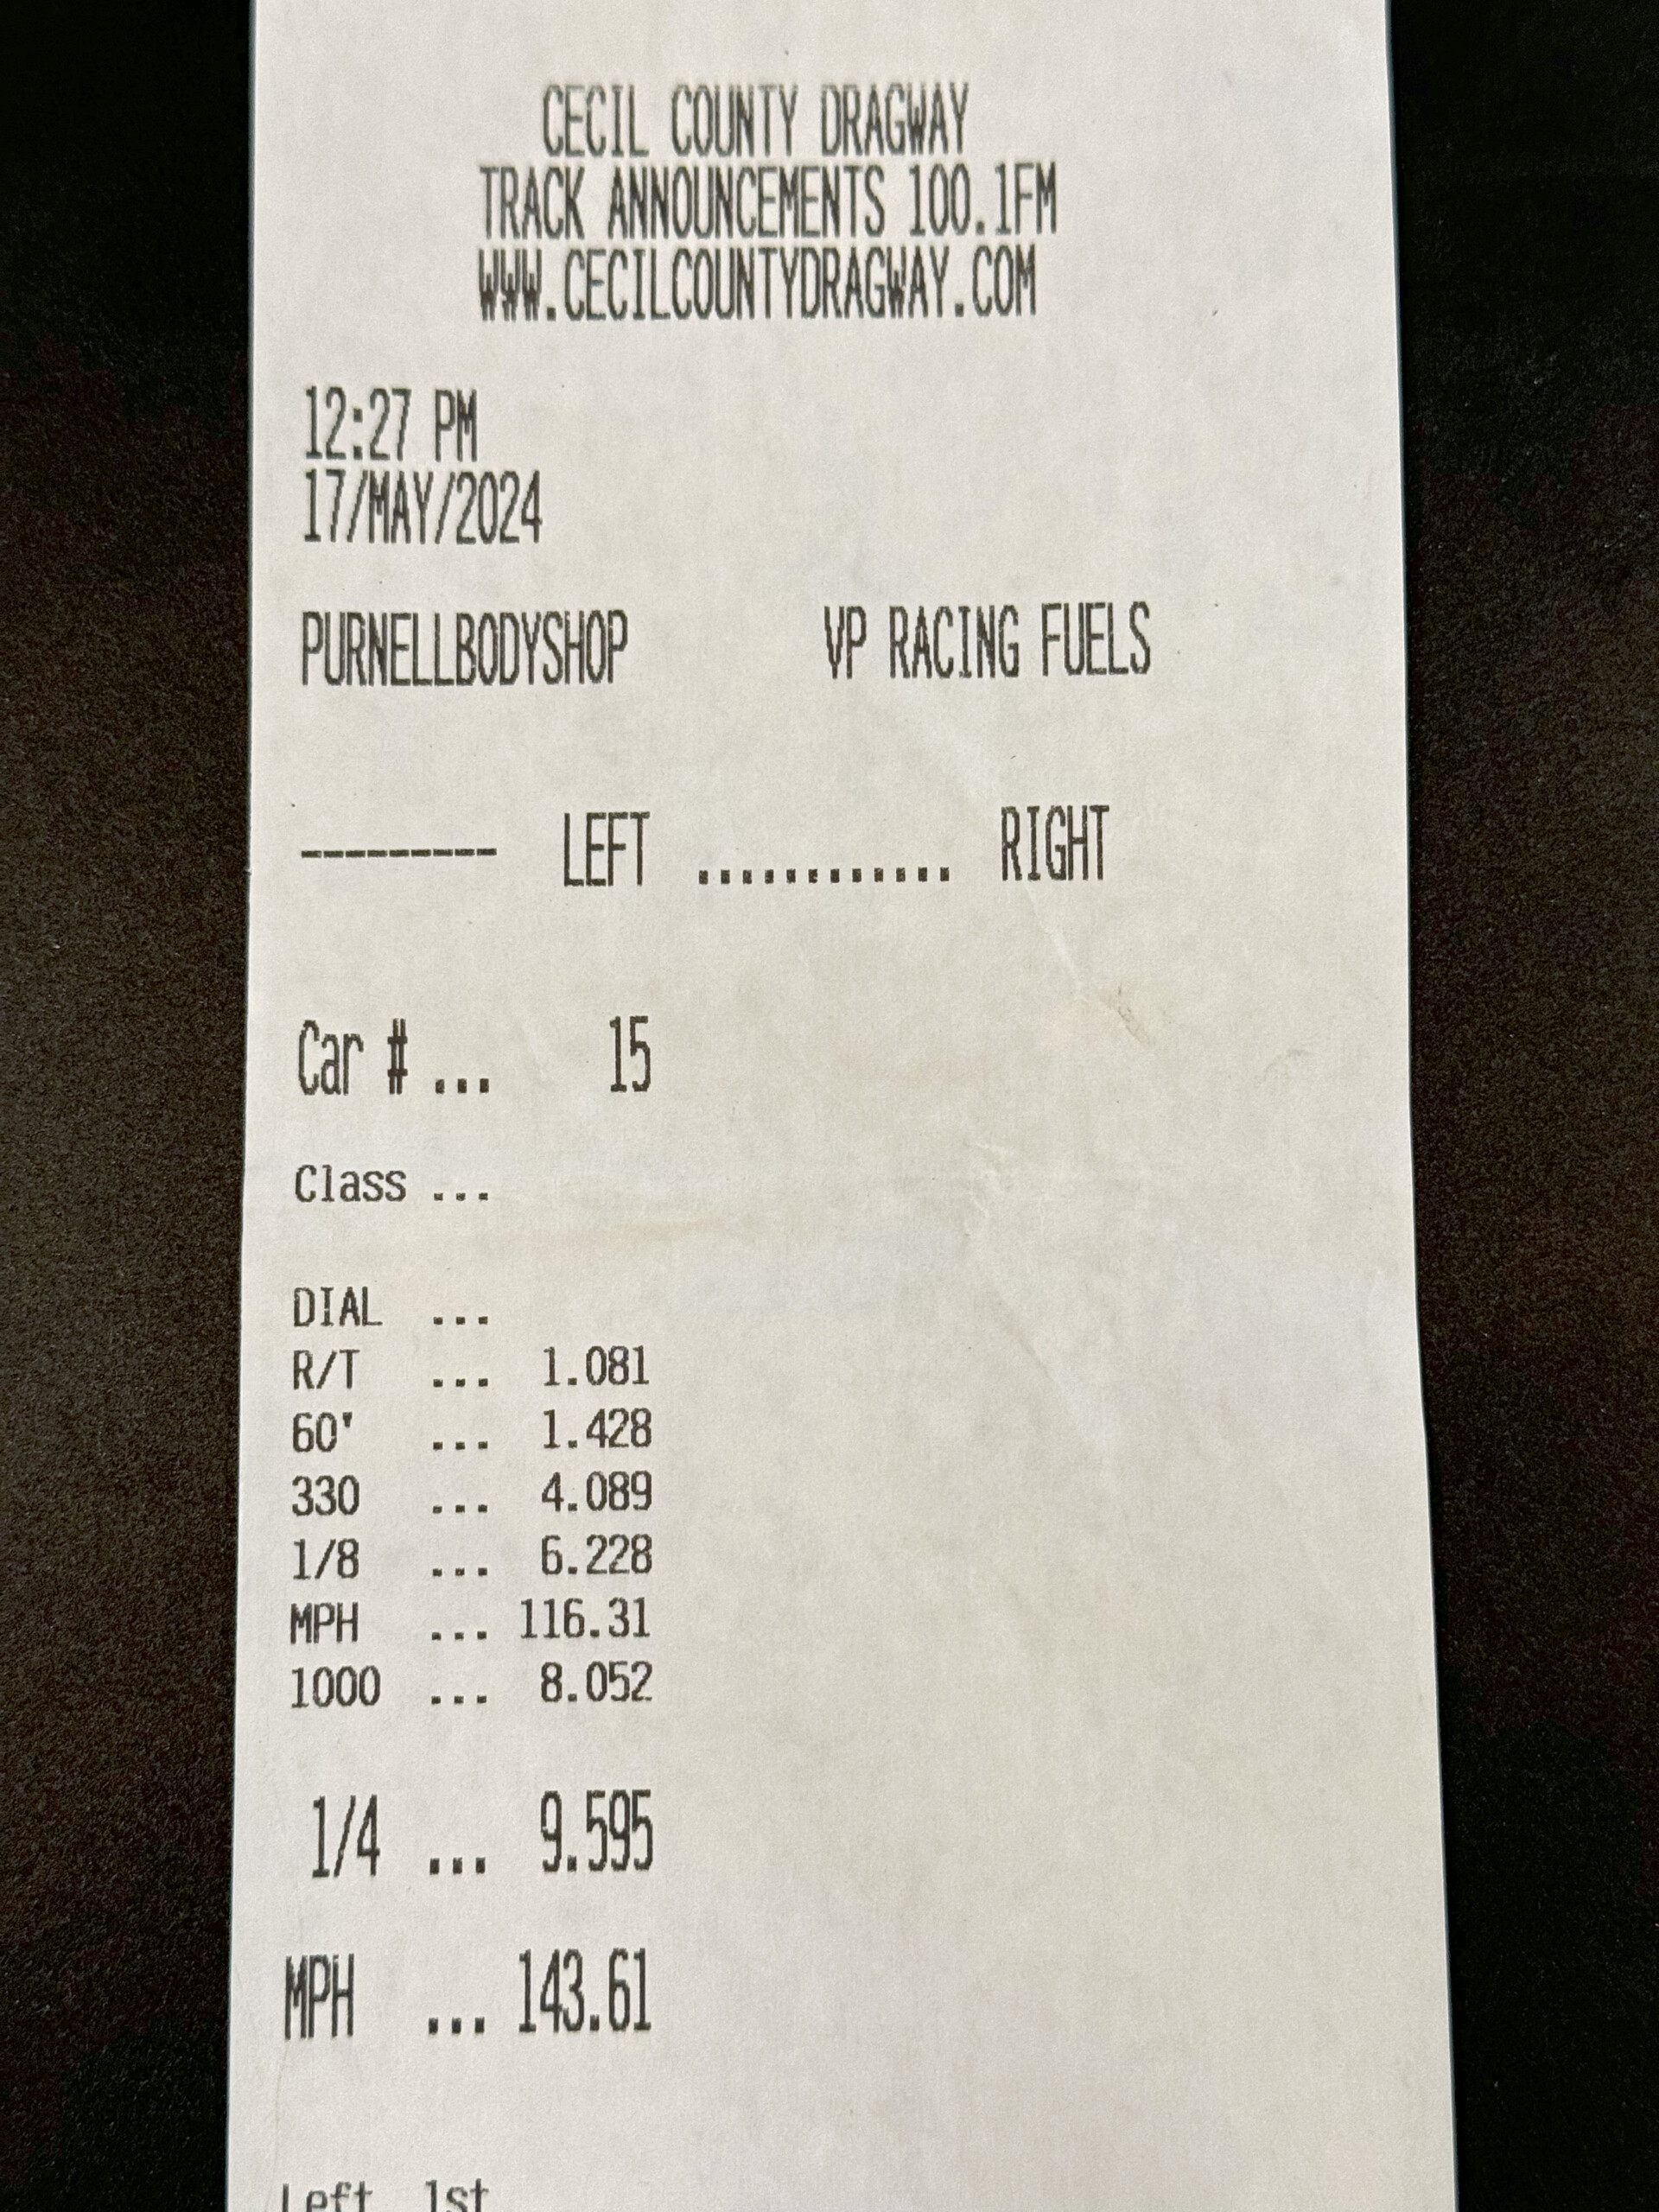 CECIL COUNTY DRAGWAY
TRACK ANNOUNCEMENTS 100.1FM
WWW.CECILCOUNTYDRAGWAY.COM
12:27 PM
17/MAY/2024
PURNELLBODYSHOP VP RACING FUELS
--------- LEFT ............ RIGHT
Car # ... 15
Class ...
DIAL ...
R/T ... 1.081
60' ... 1.428
330 ... 4.089
1/8 ... 6.228
MPH ... 116.31
1000 ... 8.052
1/4 ... 9.595
MPH ... 143.61
Left 1st